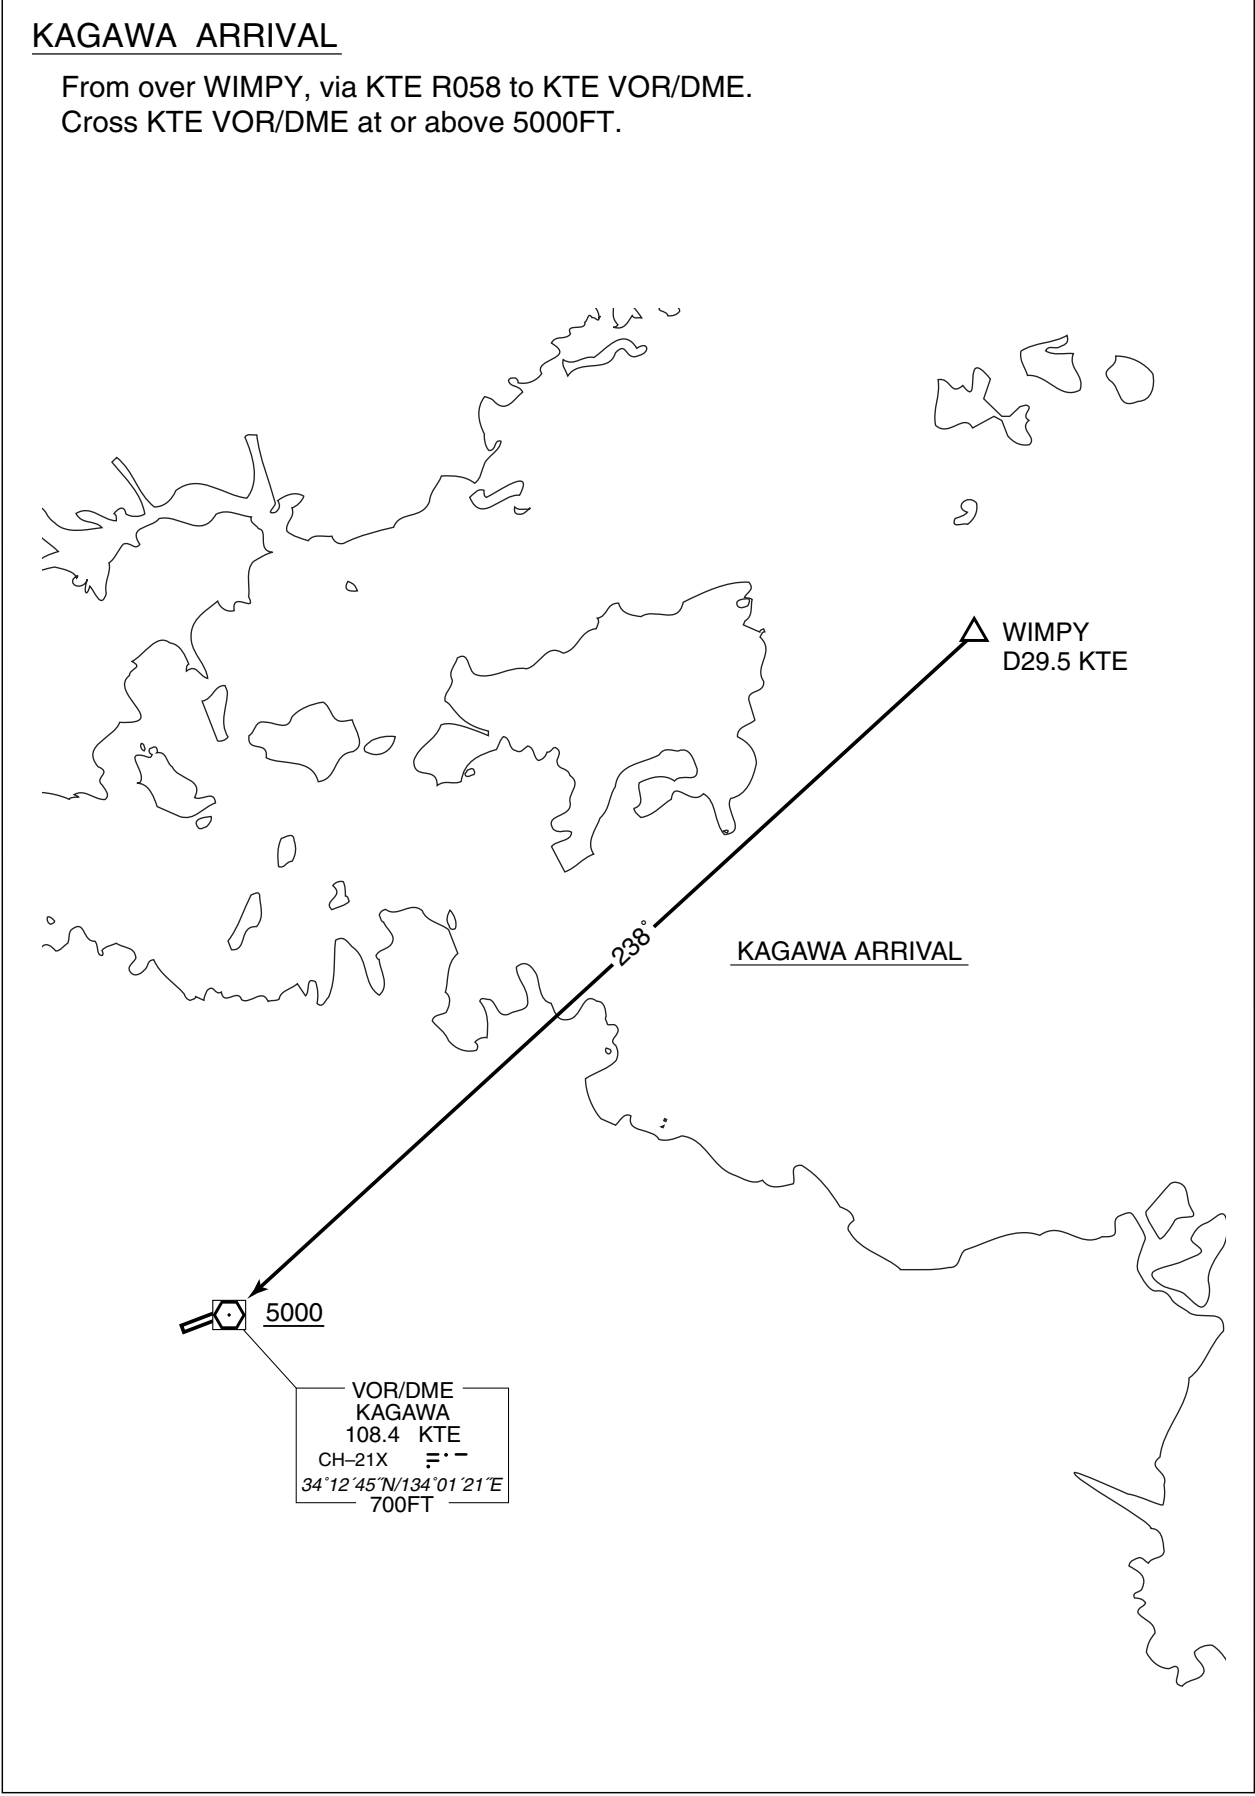 KAGAWA ARRIVAL
From over WIMPY, via KTE R058 to KTE VOR/DME.
Cross KTE VOR/DME at or above 5000FT.
WIMPY
D29.5 KTE
238°
KAGAWA ARRIVAL
5000
VOR/DME
KAGAWA
108.4 KTE
CH–21X
34°12′45″N/134°01′21″E
700FT